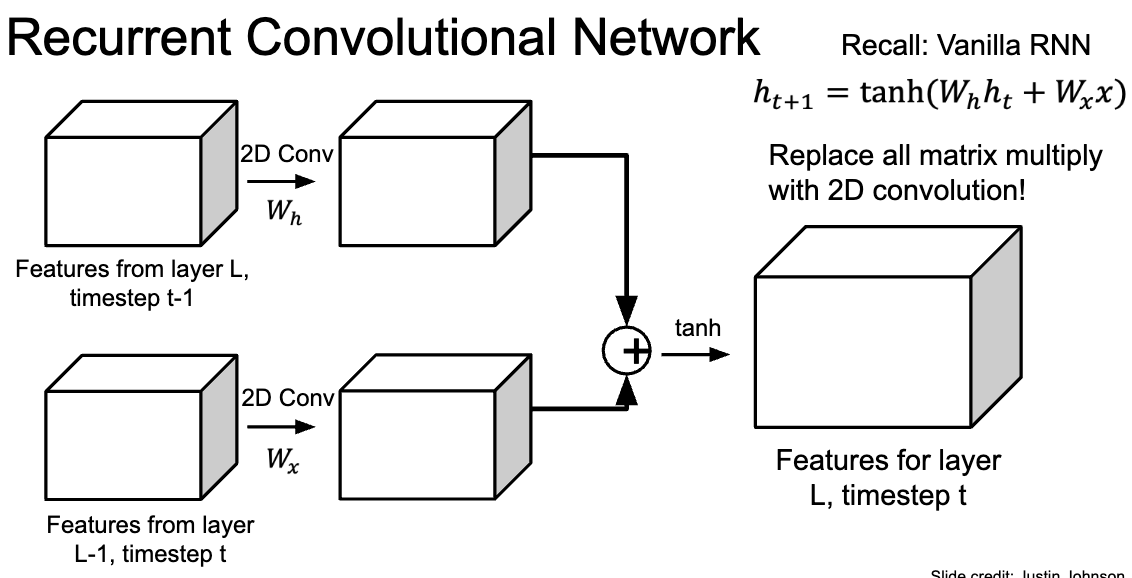 Recurrent Convolutional Network
Recall: Vanilla RNN
h_{t+1} = tanh(W_h h_t + W_x x)
Replace all matrix multiply
with 2D convolution!
2D Conv
W_h
Features from layer L,
timestep t-1
+
tanh
2D Conv
W_x
Features from layer
L-1, timestep t
Features for layer
L, timestep t
Slide credit: Justin Johnson